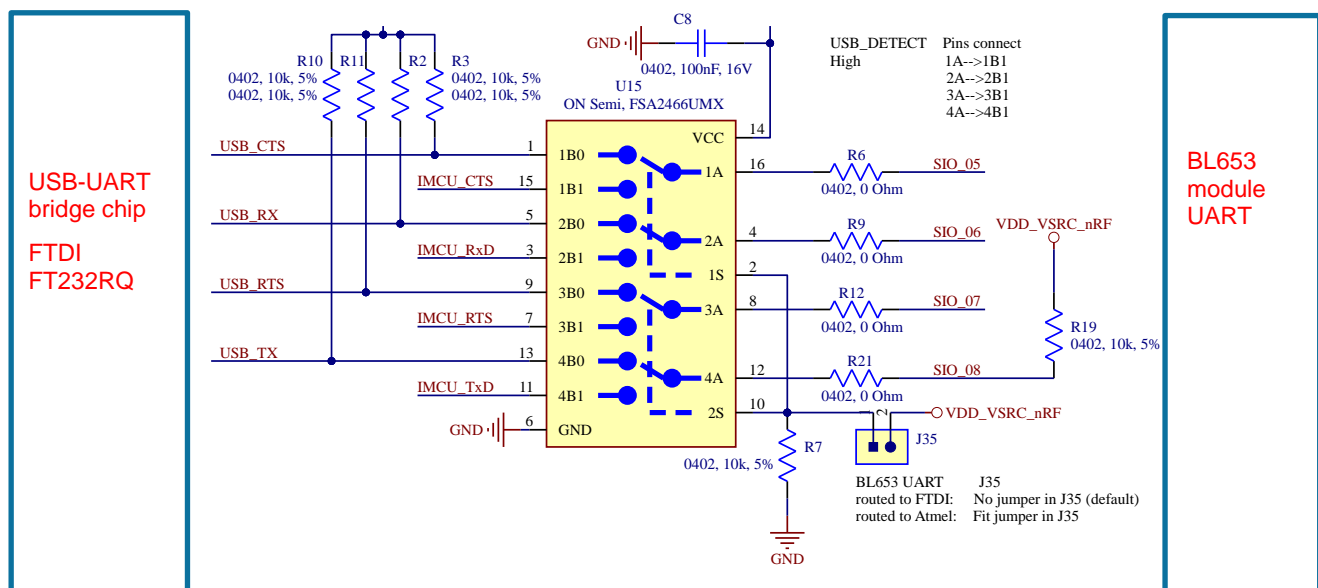 USB-UART
bridge chip
FTDI
FT232RQ
R10
R11
R2
R3
0402, 10k, 5%
0402, 10k, 5%
0402, 10k, 5%
0402, 10k, 5%
C8
GND
0402, 100nF, 16V
U15
ON Semi, FSA2466UMX
USB_DETECT Pins connect
High 1A-->1B1
2A-->2B1
3A-->3B1
4A-->4B1
VCC 14
USB_CTS 1 1B0
1A 16 R6 SIO_05
0402, 0 Ohm
IMCU_CTS 15 1B1
USB_RX 5 2B0
2A 4 R9 SIO_06
0402, 0 Ohm
VDD_VSRC_nRF
IMCU_RxD 3 2B1
1S 2
USB_RTS 9 3B0
3A 8 R12 SIO_07
0402, 0 Ohm
IMCU_RTS 7 3B1
R19
0402, 10k, 5%
USB_TX 13 4B0
4A 12 R21 SIO_08
0402, 0 Ohm
IMCU_TxD 11 4B1
2S 10
1 2
VDD_VSRC_nRF
GND 6 GND
R7
0402, 10k, 5%
J35
GND
BL653 UART J35
routed to FTDI: No jumper in J35 (default)
routed to Atmel: Fit jumper in J35
BL653
module
UART